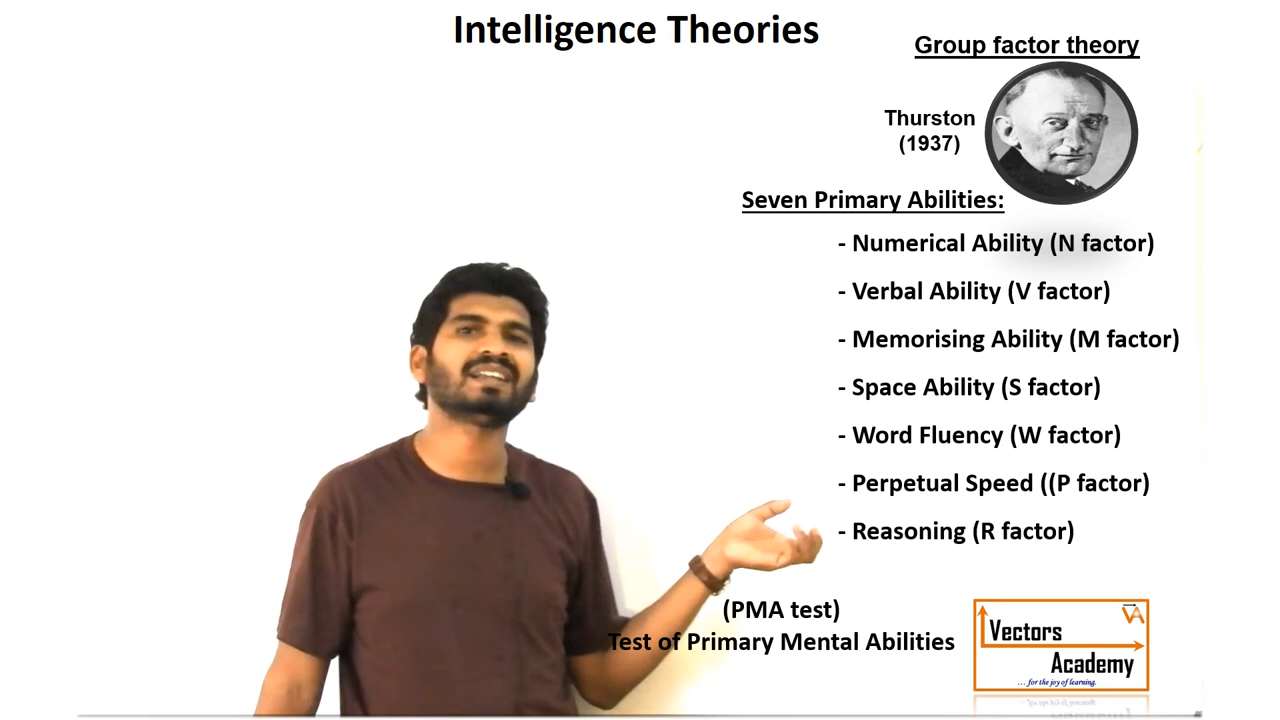 Intelligence Theories
Group factor theory
Thurston
(1937)
Seven Primary Abilities:
- Numerical Ability (N factor)
- Verbal Ability (V factor)
- Memorising Ability (M factor)
- Space Ability (S factor)
- Word Fluency (W factor)
- Perpetual Speed ((P factor)
- Reasoning (R factor)
(PMA test)
Test of Primary Mental Abilities
VA
Vectors
Academy
... for the joy of learning.